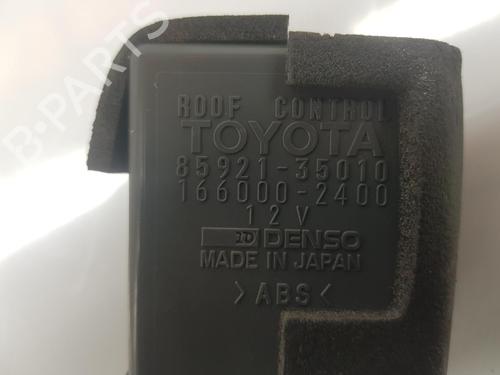 B-PARTS
ROOF CONTROL
TOYOTA
85921-35010
166000-2400
12V
DENSO
MADE IN JAPAN
>ABS<